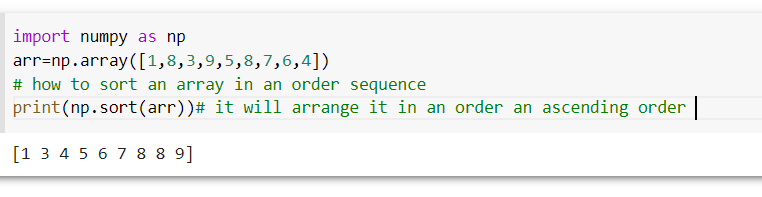 import numpy as np
arr=np.array([1,8,3,9,5,8,7,6,4])
# how to sort an array in an order sequence
print(np.sort(arr))# it will arrange it in an order an ascending order
[1 3 4 5 6 7 8 8 9]